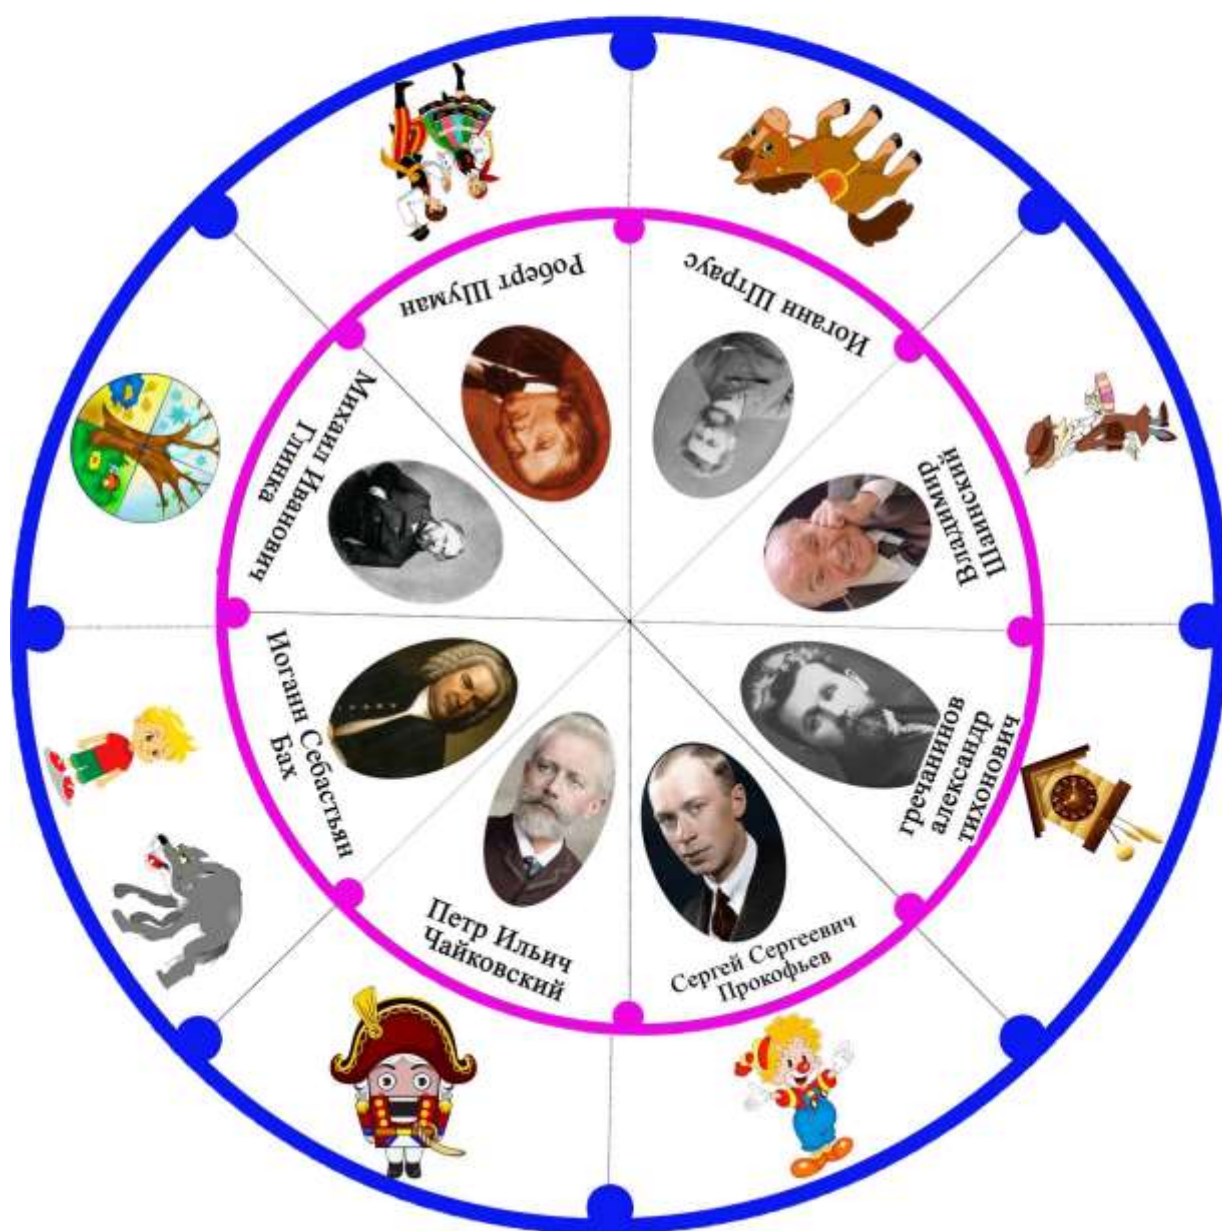 Роберт Шуман
Иоганн Штраус
Владимир
Шаинский
гречанинов
александр
тихонович
Сергей Сергеевич
Прокофьев
Петр Ильич
Чайковский
Иоганн Себастьян
Бах
Михаил Иванович
Глинка